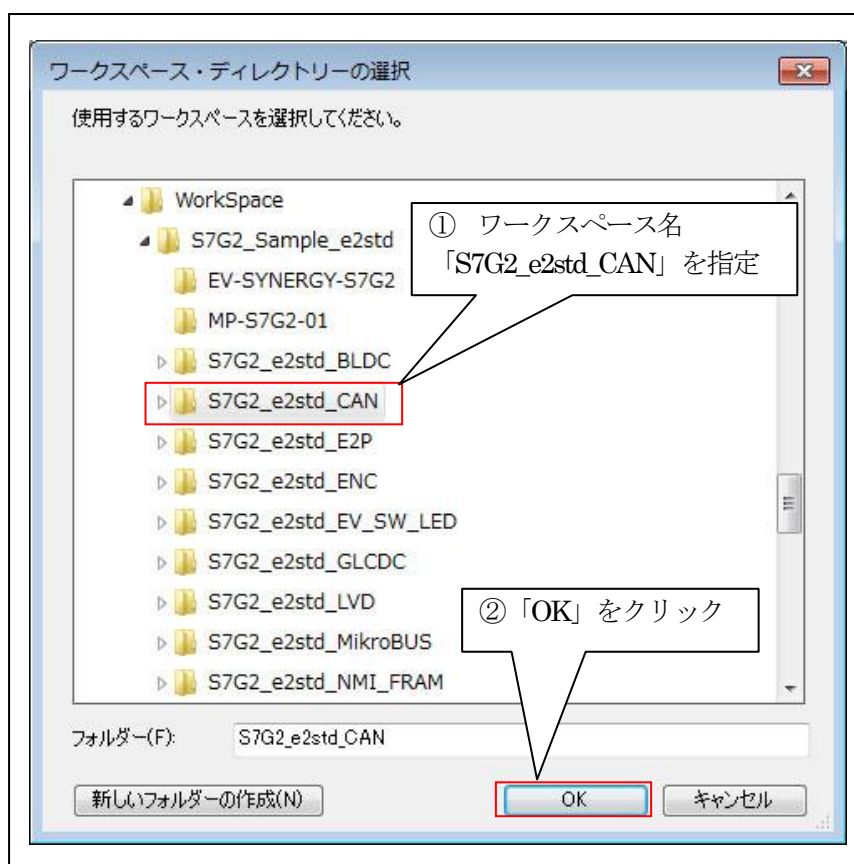 ワークスペース・ディレクトリーの選択
使用するワークスペースを選択してください。
WorkSpace
S7G2_Sample_e2std
① ワークスペース名
「S7G2_e2std_CAN」を指定
EV-SYNERGY-S7G2
MP-S7G2-01
S7G2_e2std_BLDC
S7G2_e2std_CAN
S7G2_e2std_E2P
S7G2_e2std_ENC
S7G2_e2std_EV_SW_LED
S7G2_e2std_GLCDC
S7G2_e2std_LVD
②「OK」をクリック
S7G2_e2std_MikroBUS
S7G2_e2std_NMI_FRAM
フォルダー(F): S7G2_e2std_CAN
新しいフォルダーの作成(N) OK キャンセル